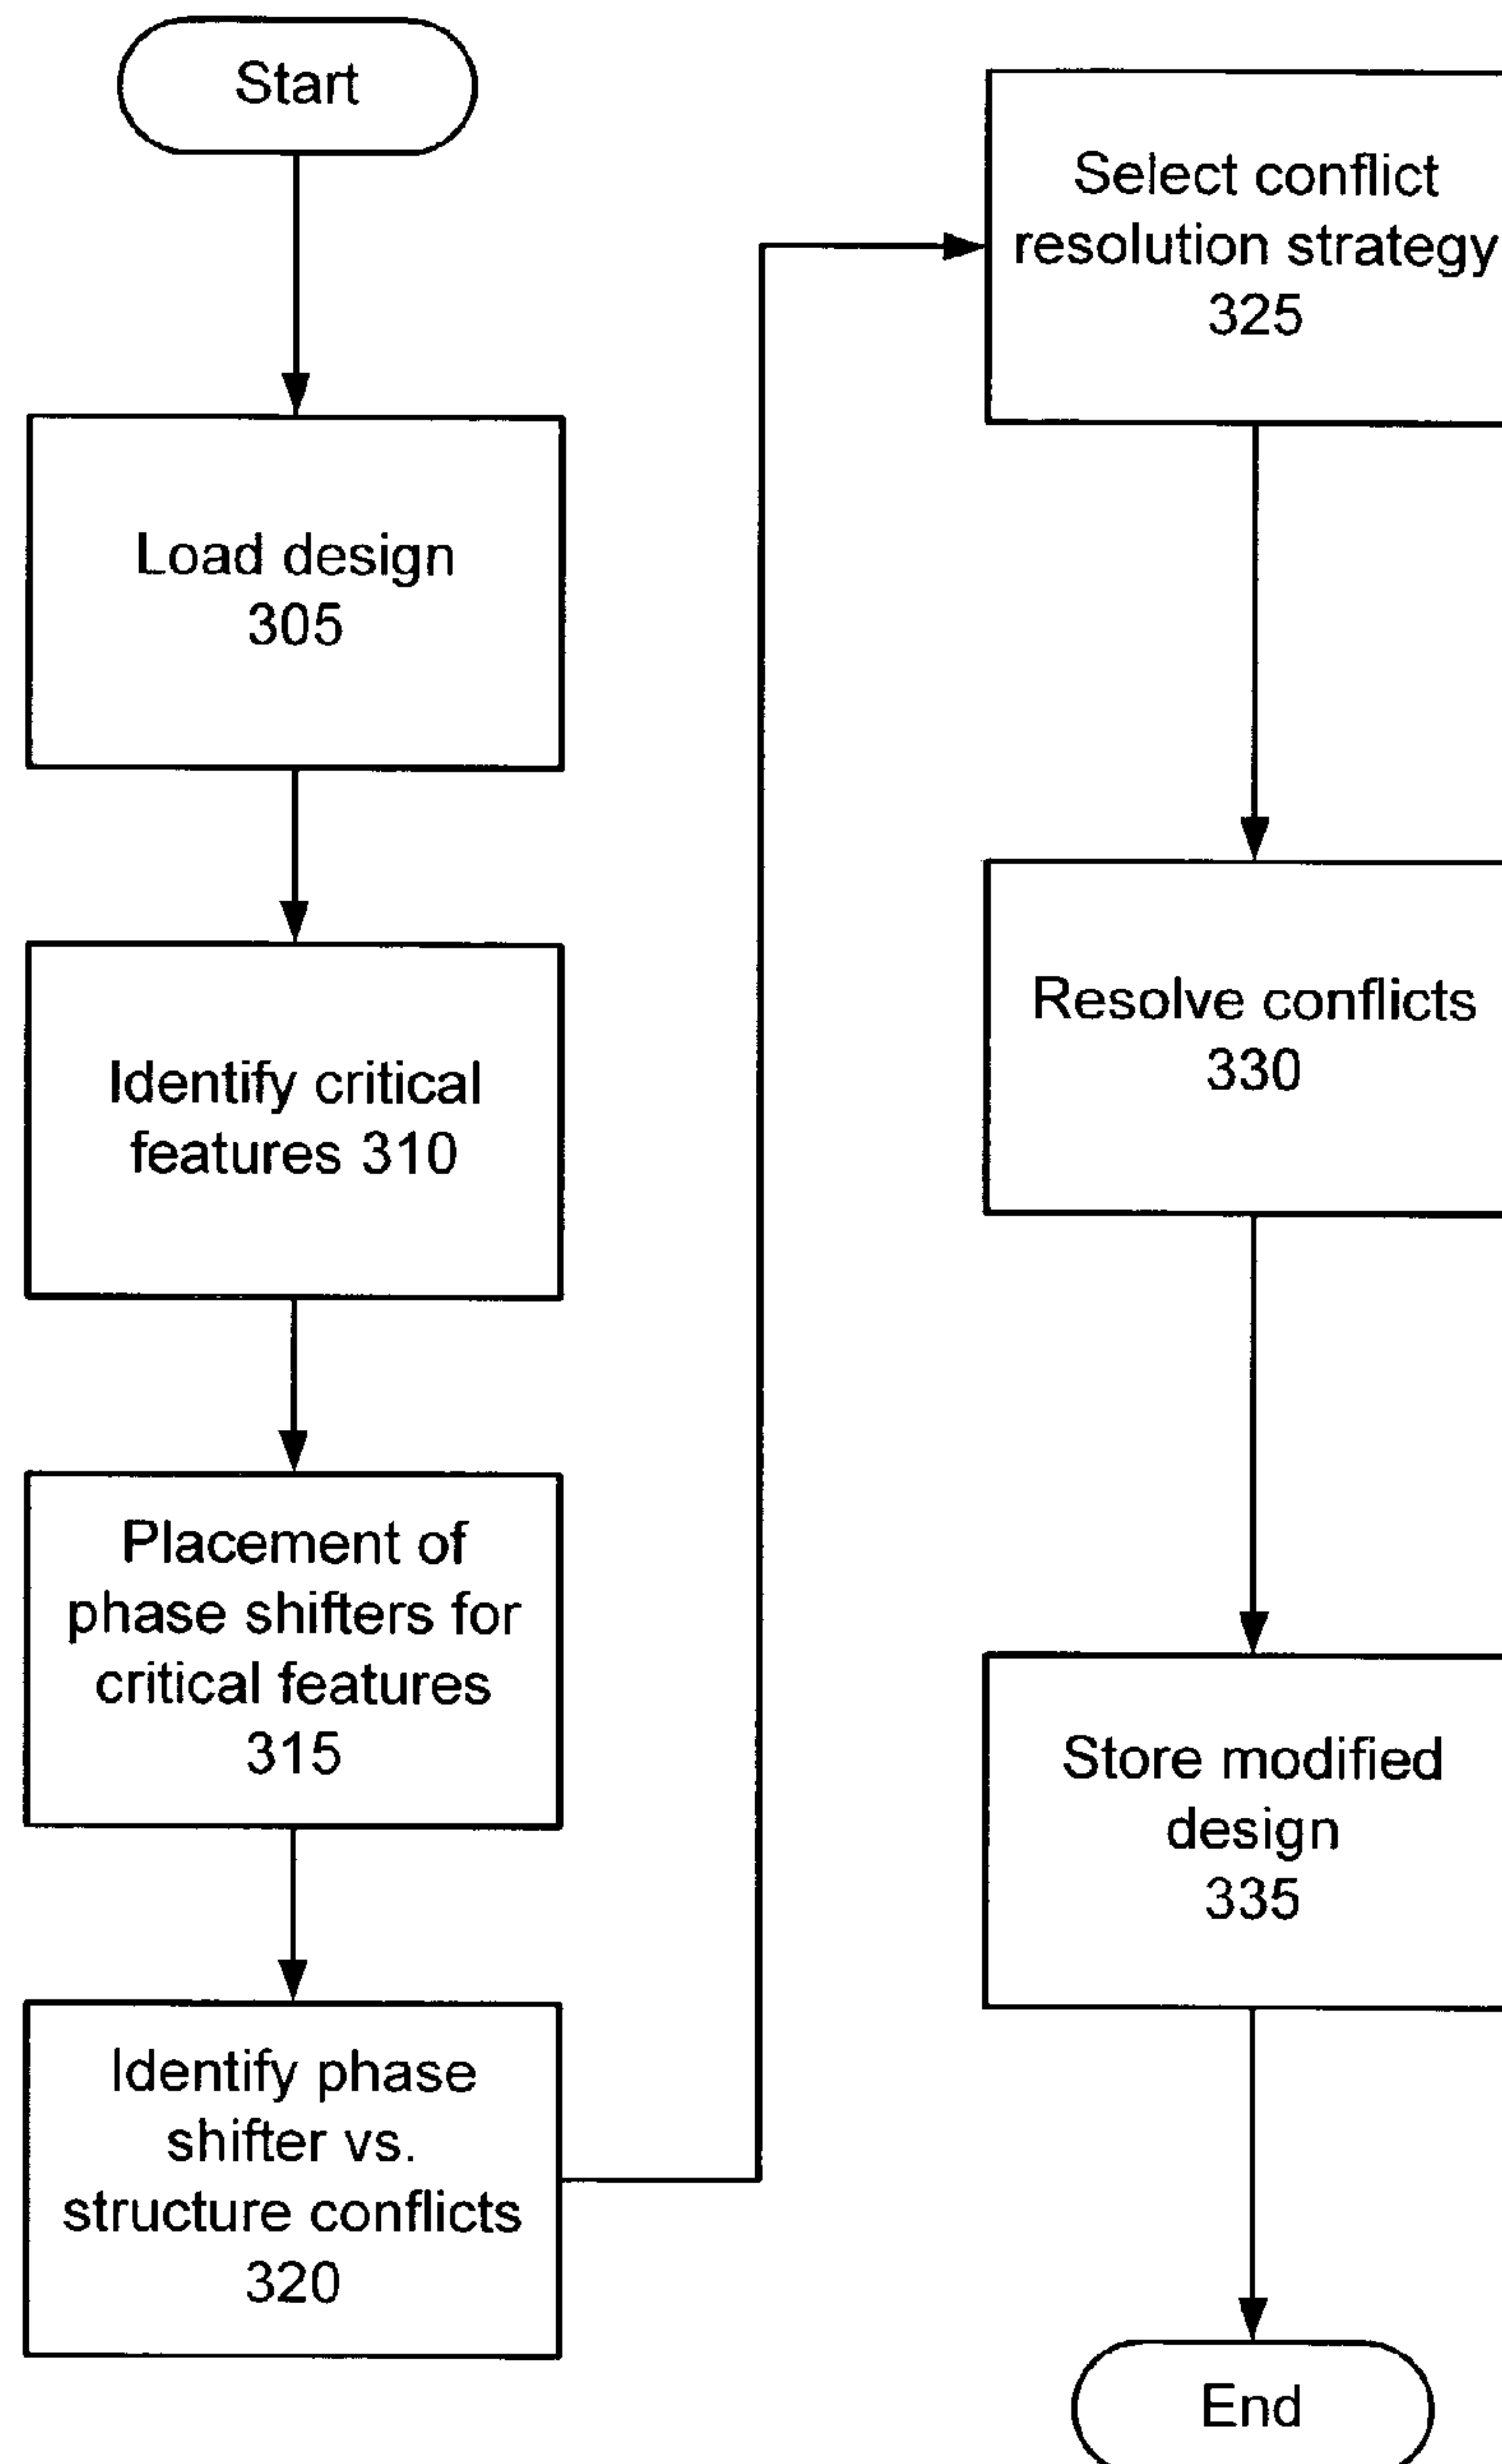 Start
Load design
305
Identify critical
features 310
Placement of
phase shifters for
critical features
315
Identify phase
shifter vs.
structure conflicts
320
Select conflict
resolution strategy
325
Resolve conflicts
330
Store modified
design
335
End